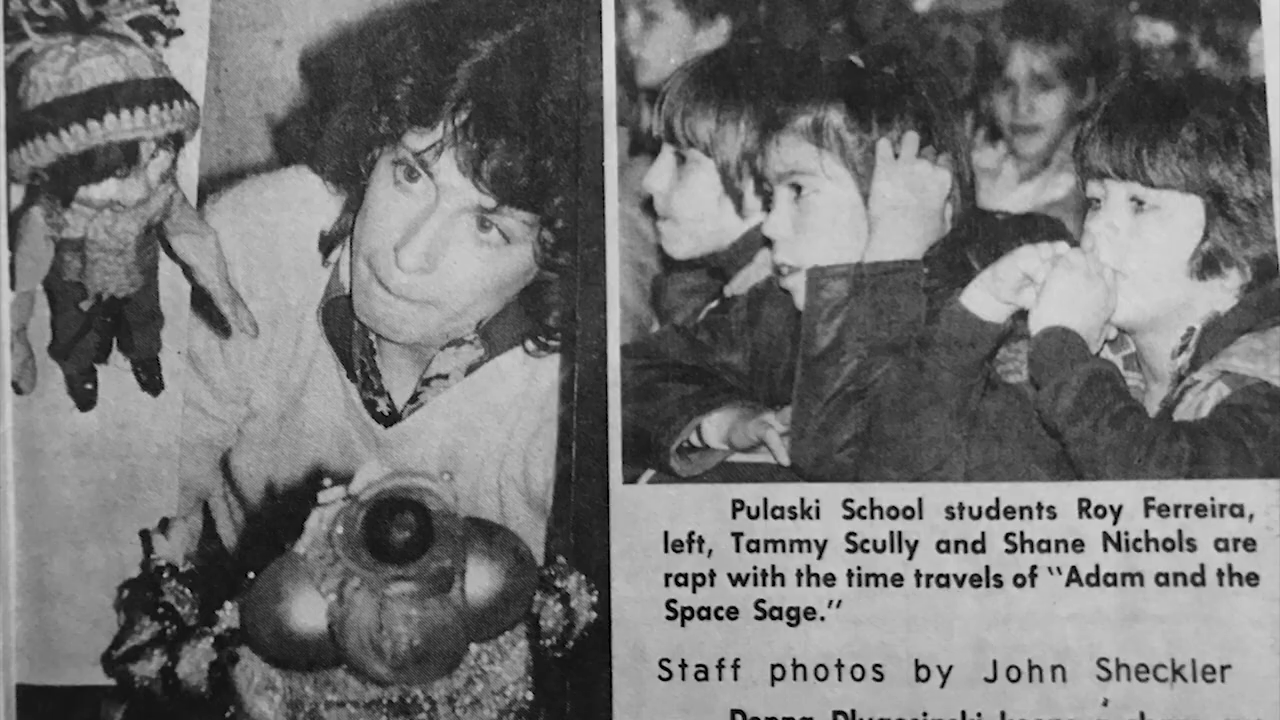 Pulaski School students Roy Ferreira,
left, Tammy Scully and Shane Nichols are
rapt with the time travels of "Adam and the
Space Sage."
Staff photos by John Sheckler